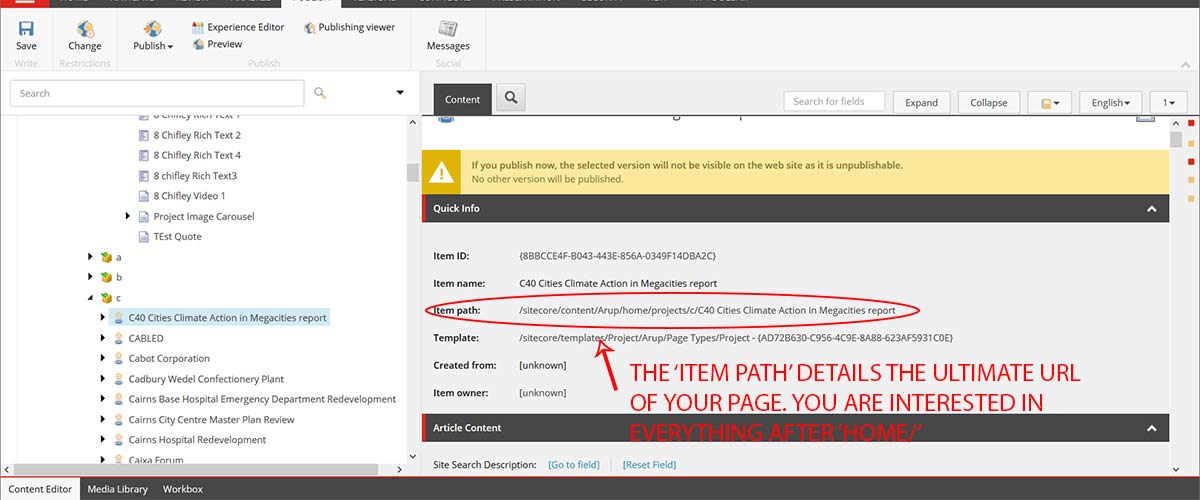 Save
Change
Publish
Experience Editor
Preview
Publishing viewer
Messages
Write
Restrictions
Publish
Social
Search
Content
Search for fields
Expand
Collapse
English
1
8 Chifley Rich Text 1
8 Chifley Rich Text 2
8 Chifley Rich Text 4
8 chifley Rich Text3
8 Chifley Video 1
Project Image Carousel
TEst Quote
a
b
c
C40 Cities Climate Action in Megacities report
CABLED
Cabot Corporation
Cadbury Wedel Confectionery Plant
Cairns Base Hospital Emergency Department Redevelopment
Cairns City Centre Master Plan Review
Cairns Hospital Redevelopment
Caixa Forum
If you publish now, the selected version will not be visible on the web site as it is unpublishable.
No other version will be published.
Quick Info
Item ID: {8BBCCE4F-B043-443E-856A-0349F14DBA2C}
Item name: C40 Cities Climate Action in Megacities report
Item path: /sitecore/content/Arup/home/projects/c/C40 Cities Climate Action in Megacities report
Template: /sitecore/templates/Project/Arup/Page Types/Project - {AD72B630-C956-4C9E-8A88-623AF5931C0E}
Created from: [unknown]
Item owner: [unknown]
THE ‘ITEM PATH’ DETAILS THE ULTIMATE URL
OF YOUR PAGE. YOU ARE INTERESTED IN
EVERYTHING AFTER ‘HOME/’
Article Content
Site Search Description: [Go to field] [Reset Field]
Content Editor
Media Library
Workbox